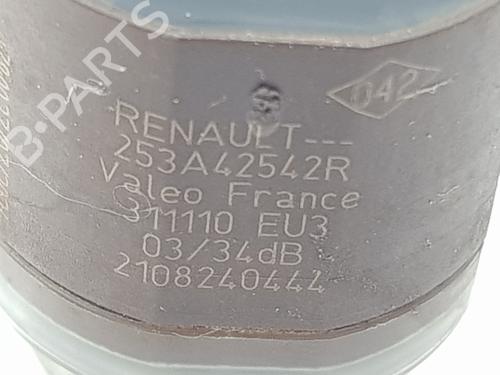 B-PARTS
042
RENAULT---
253A42542R
Valeo France
311110 EU3
03/34dB
2108240444